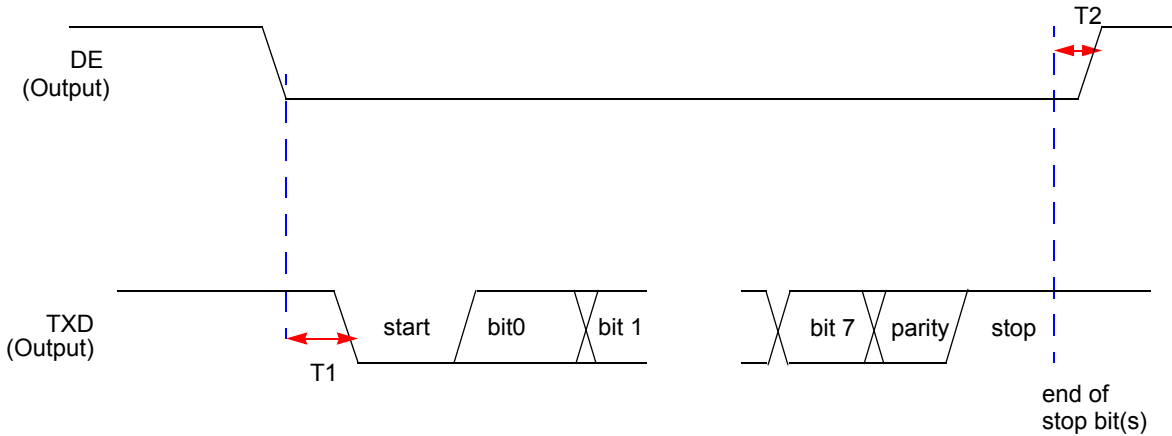 T2
DE
(Output)
TXD
(Output)
start
bit0
bit 1
bit 7
parity
stop
T1
end of
stop bit(s)